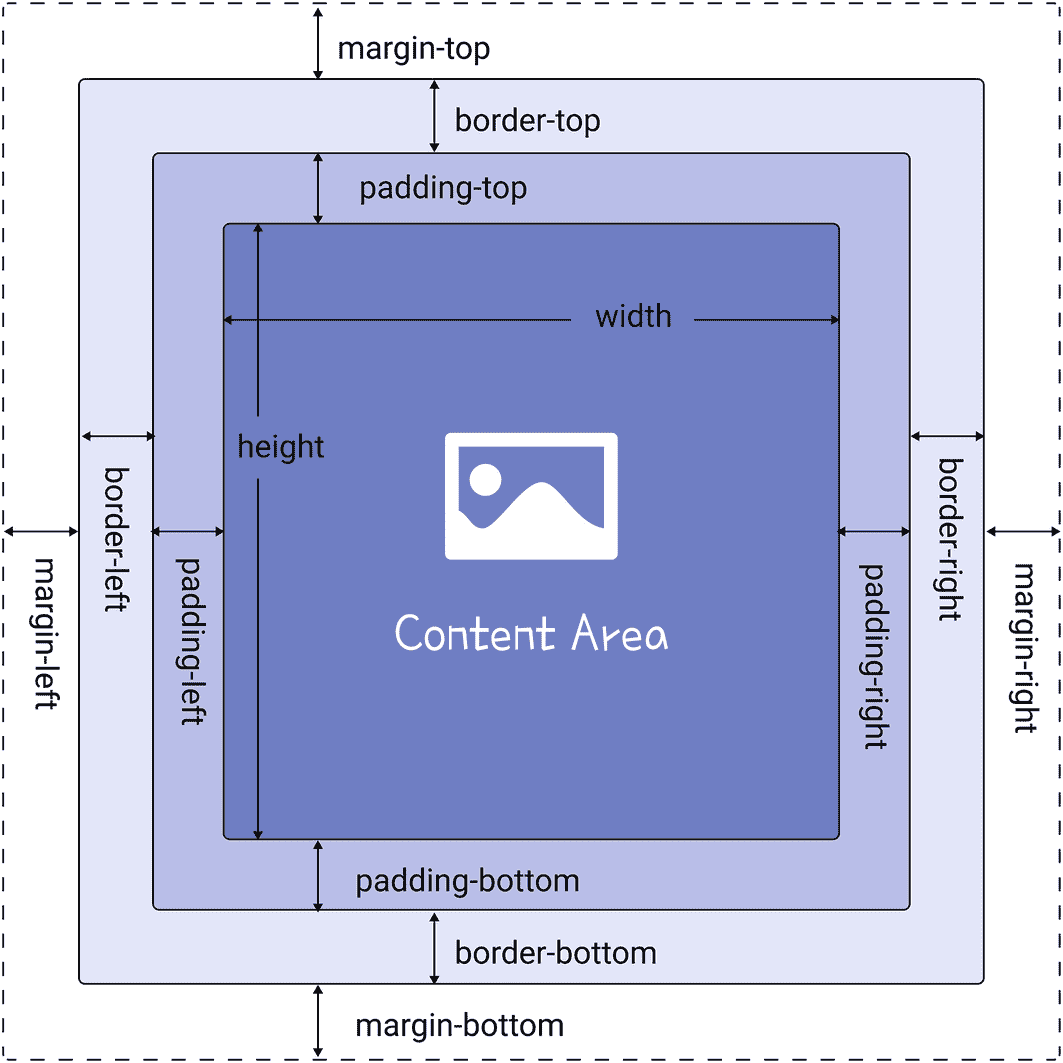 margin-top
border-top
padding-top
width
height
border-left
border-right
margin-left
padding-left
padding-right
margin-right
Content Area
padding-bottom
border-bottom
margin-bottom